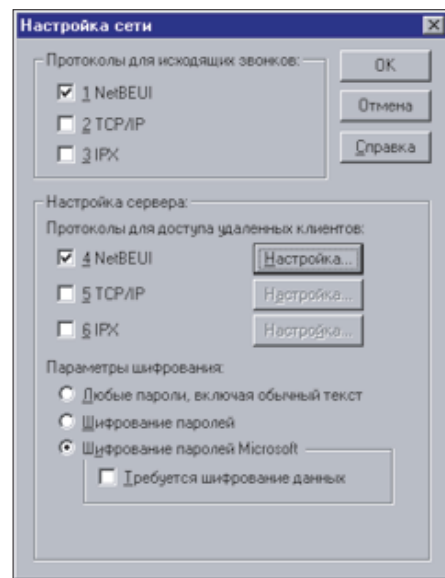 Настройка сети
Протоколы для исходящих звонков:
1 NetBEUI
2 TCP/IP
3 IPX
OK
Отмена
Справка
Настройка сервера:
Протоколы для доступа удаленных клиентов:
4 NetBEUI
Настройка...
5 TCP/IP
Настройка...
6 IPX
Настройка...
Параметры шифрования:
Любые пароли, включая обычный текст
Шифрование паролей
Шифрование паролей Microsoft
Требуется шифрование данных